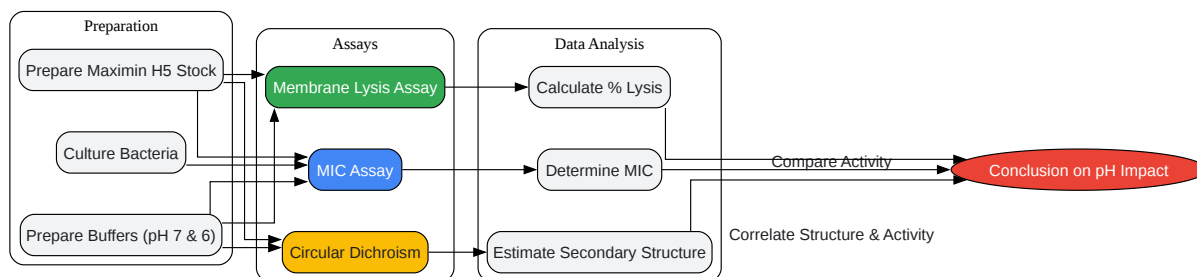 Preparation
Prepare Maximin H5 Stock
Culture Bacteria
Prepare Buffers (pH 7 & 6)
Assays
Membrane Lysis Assay
MIC Assay
Circular Dichroism
Data Analysis
Calculate % Lysis
Determine MIC
Estimate Secondary Structure
Compare Activity
Correlate Structure & Activity
Conclusion on pH Impact